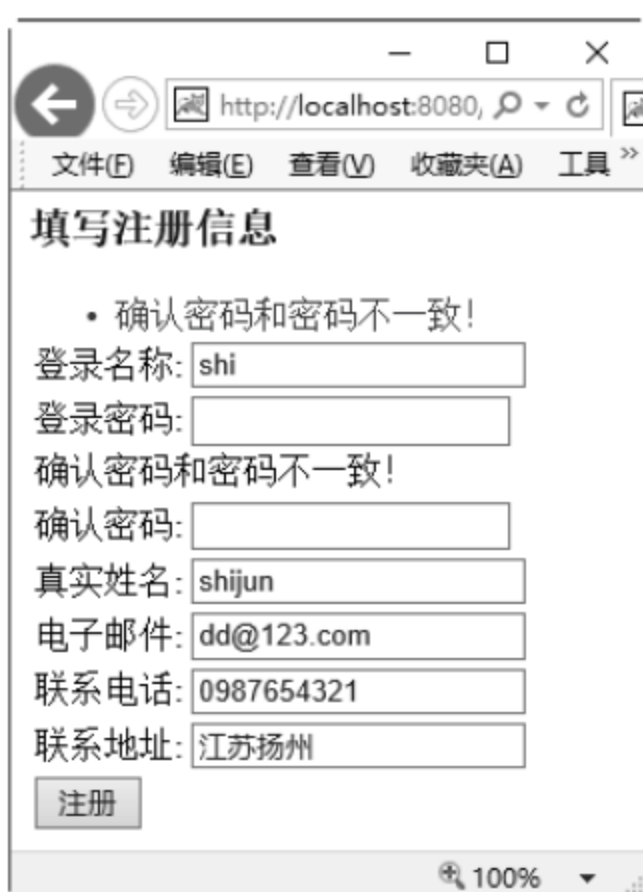 http://localhost:8080/
文件(F) 编辑(E) 查看(V) 收藏夹(A) 工具 »
填写注册信息
• 确认密码和密码不一致!
登录名称: shi
登录密码:
确认密码和密码不一致!
确认密码:
真实姓名: shijun
电子邮件: dd@123.com
联系电话: 0987654321
联系地址: 江苏扬州
注册
100%